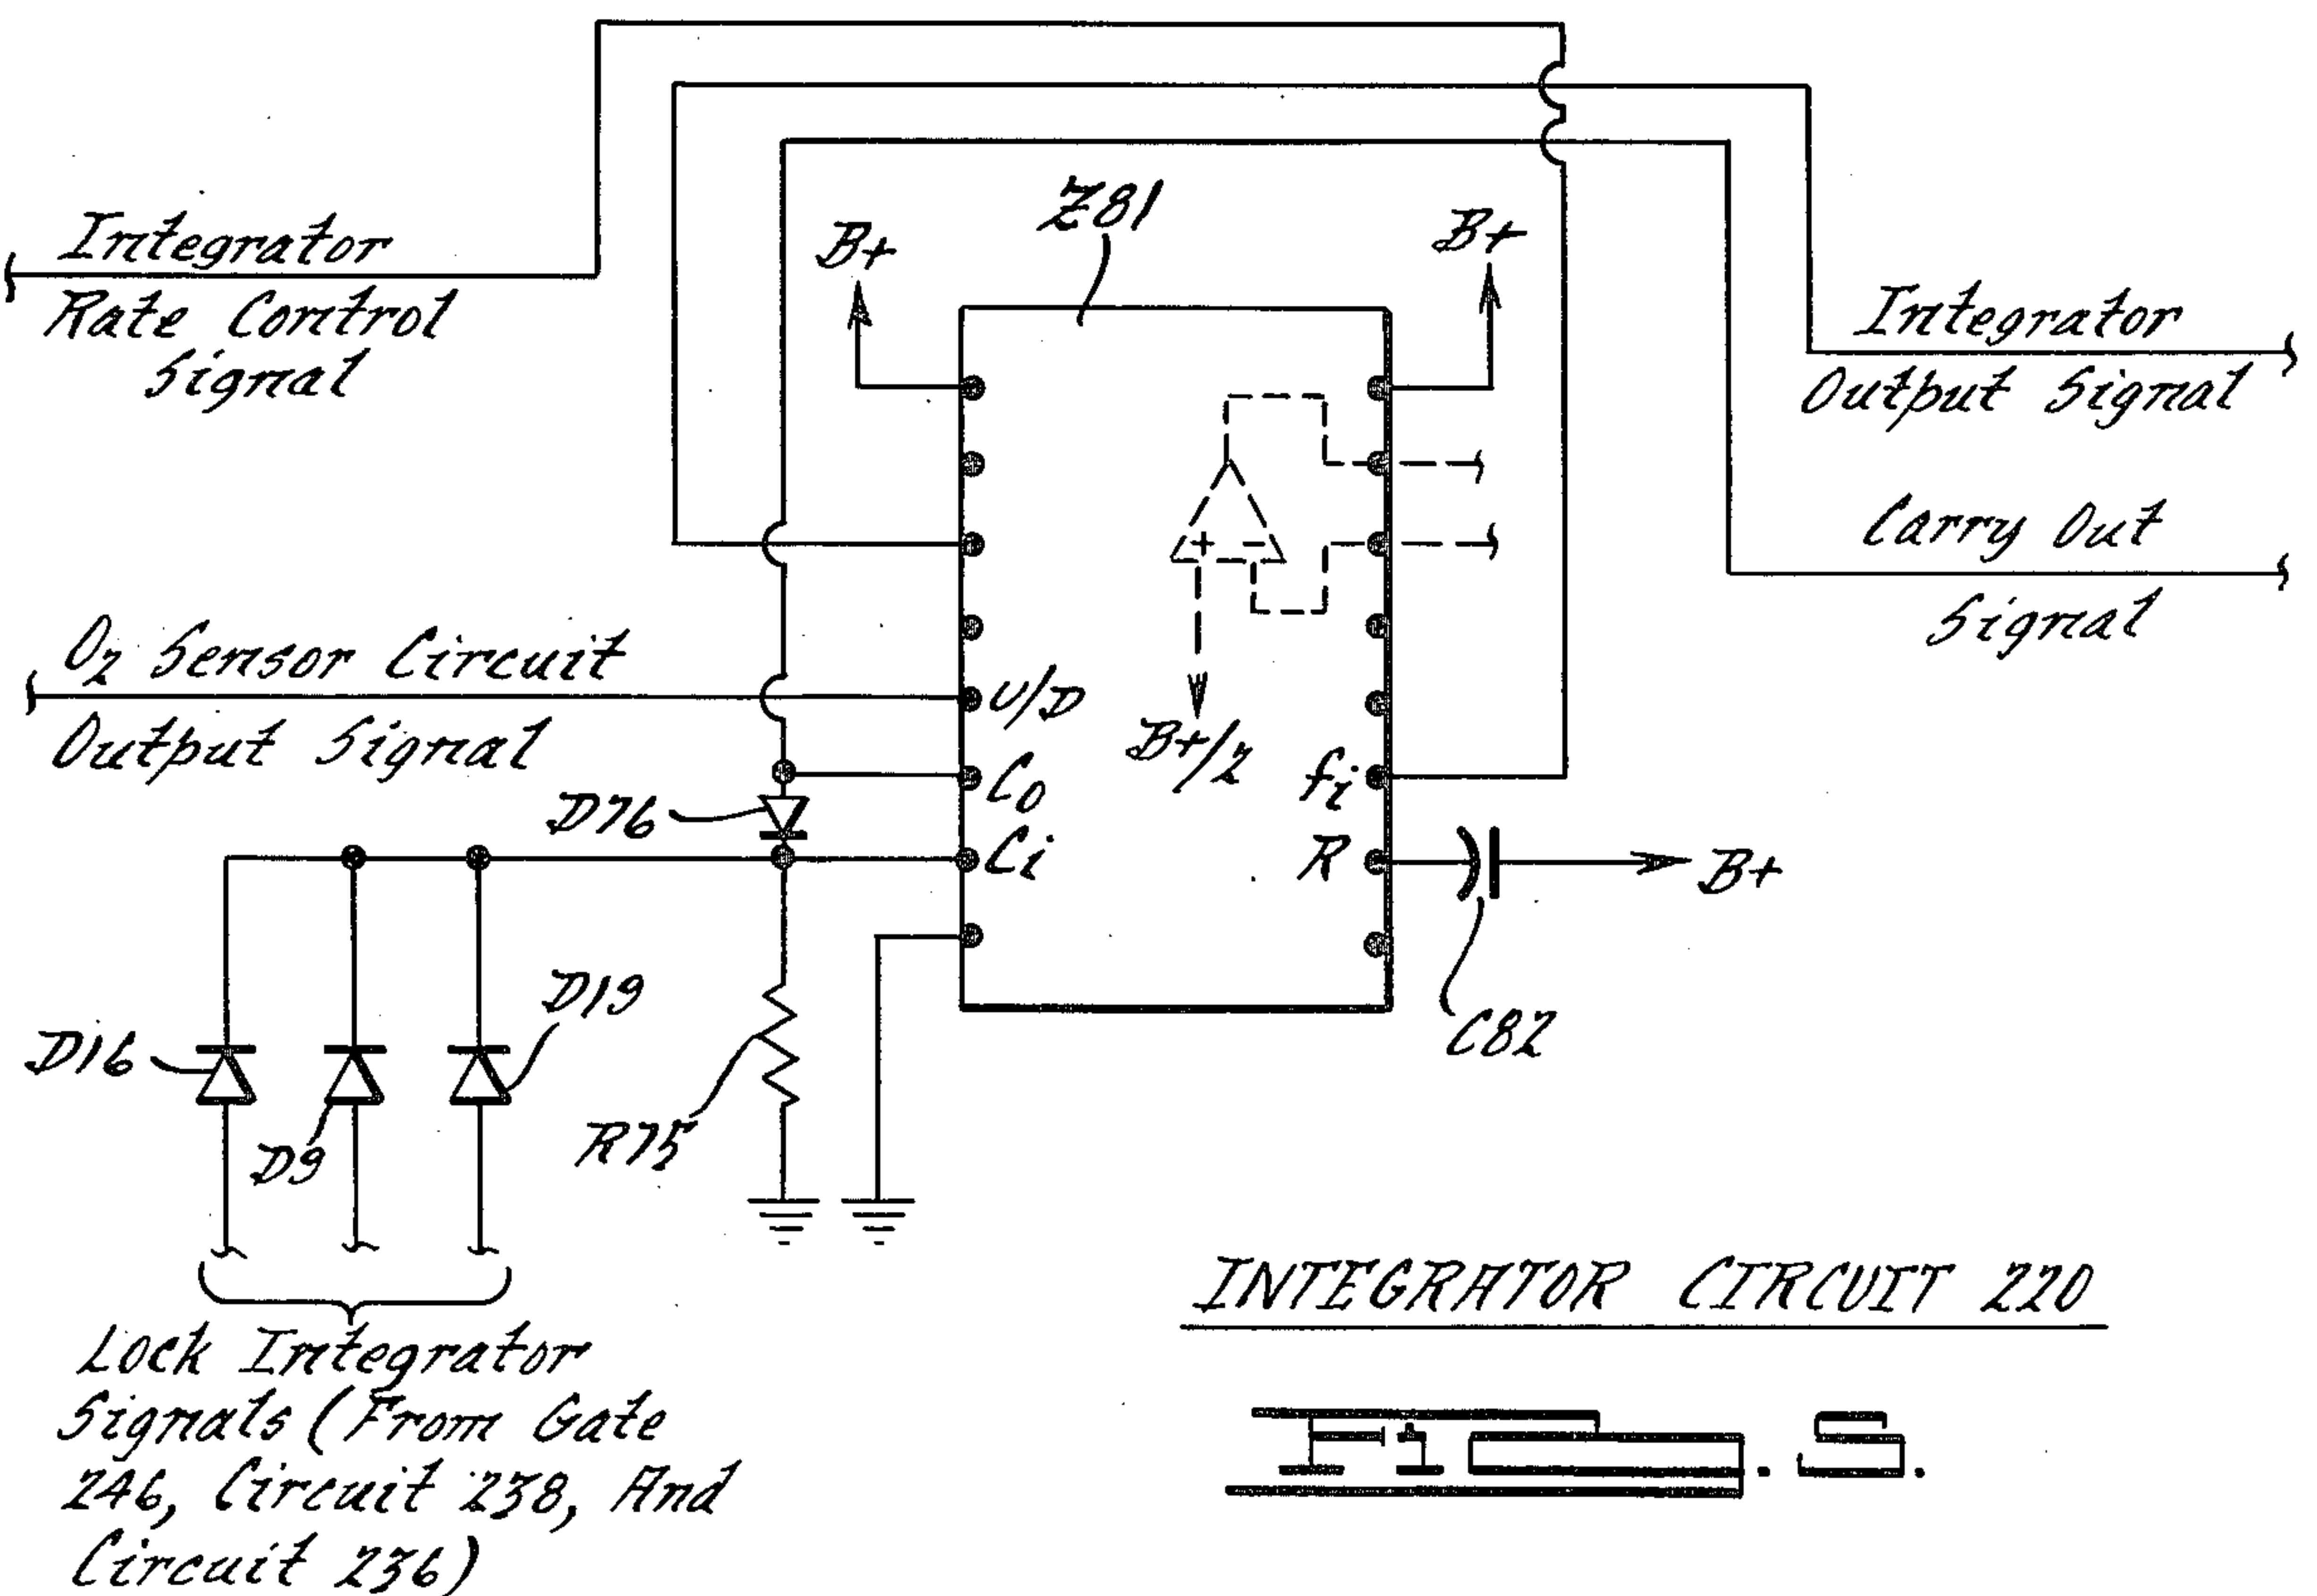 Z81
B+
B+
Integrator
Rate Control
Signal
Integrator
Output Signal
Carry Out
Signal
O2 Sensor Circuit
Output Signal
+ -
U/D
B+/2
Co
fi
D76
Ci
R
B+
D16
D9
D19
R75
C82
Lock Integrator
Signals (From Gate
246, Circuit 238, And
Circuit 236)
INTEGRATOR CIRCUIT 220
Fig. 5.